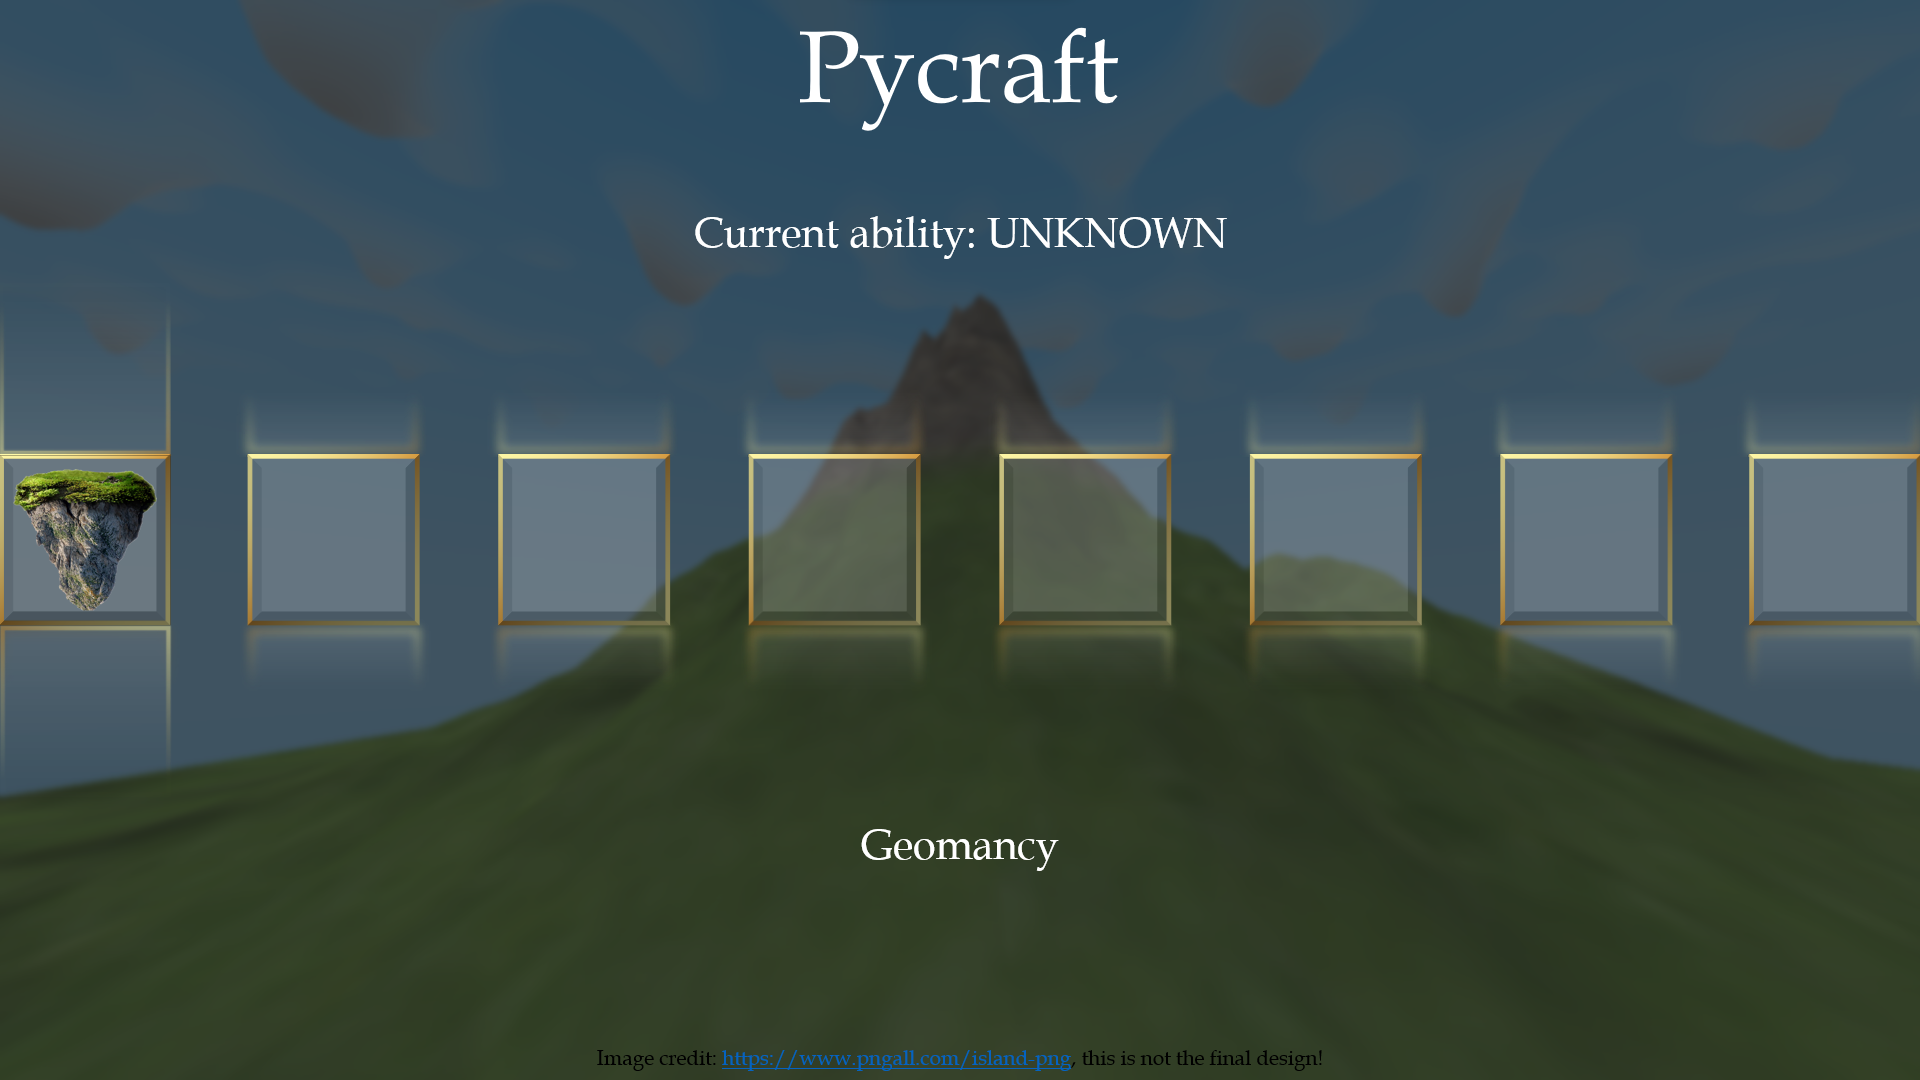 Pycraft
Current ability: UNKNOWN
Geomancy
Image credit: https://www.pngall.com/island-png, this is not the final design!